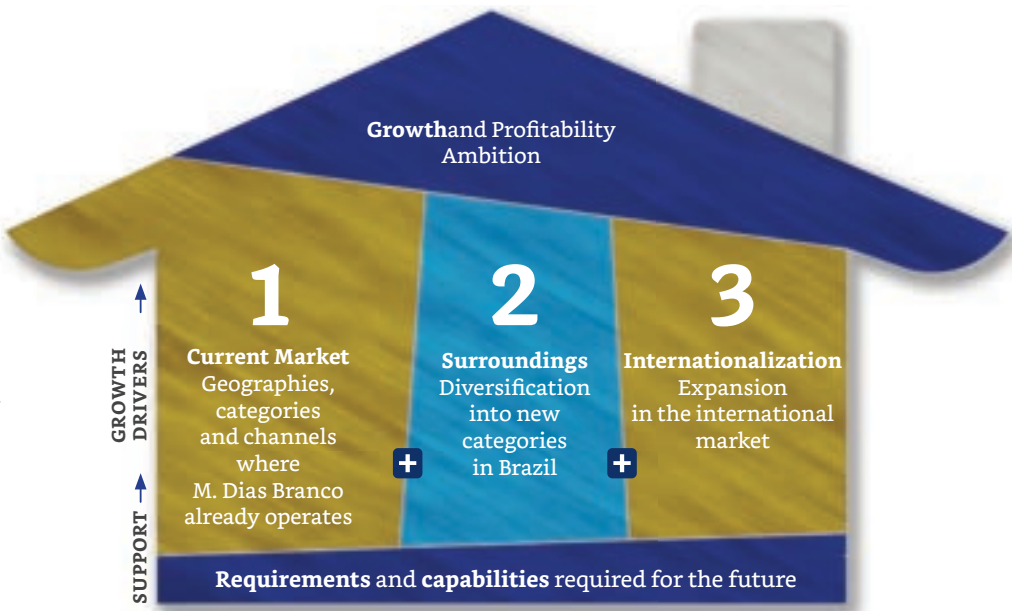 Growthand Profitability
Ambition
1
Current Market
Geographies,
categories
and channels
where
M. Dias Branco
already operates
+
2
Surroundings
Diversification
into new
categories
in Brazil
+
3
Internationalization
Expansion
in the international
market
GROWTH
DRIVERS
SUPPORT
Requirements and capabilities required for the future